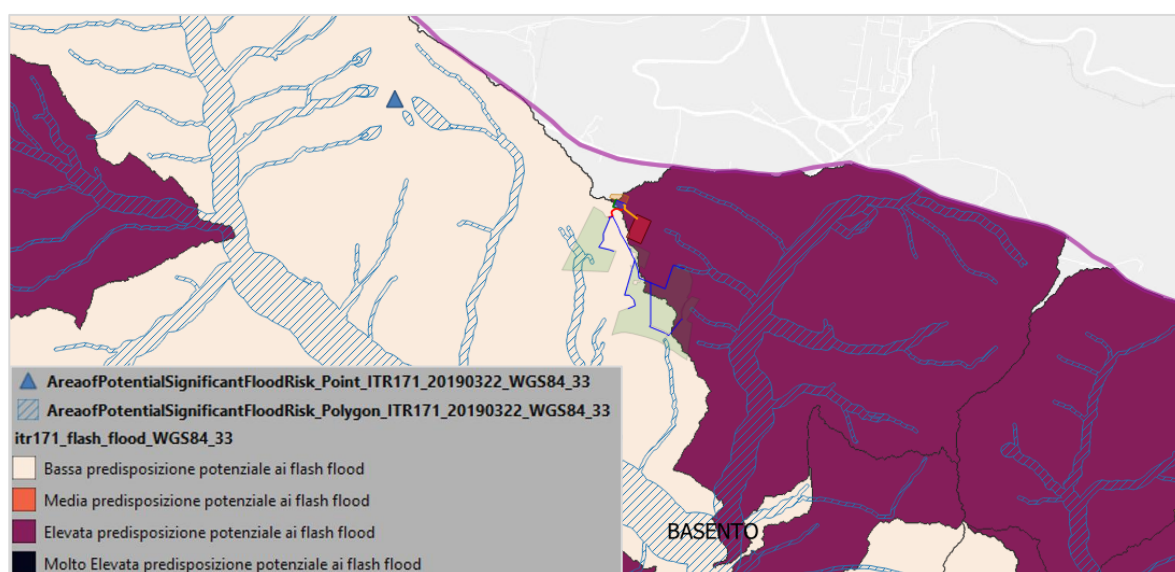 BASENTO
AreaofPotentialSignificantFloodRisk_Point_ITR171_20190322_WGS84_33
AreaofPotentialSignificantFloodRisk_Polygon_ITR171_20190322_WGS84_33
itr171_flash_flood_WGS84_33
Bassa predisposizione potenziale ai flash flood
Media predisposizione potenziale ai flash flood
Elevata predisposizione potenziale ai flash flood
Molto Elevata predisposizione potenziale ai flash flood